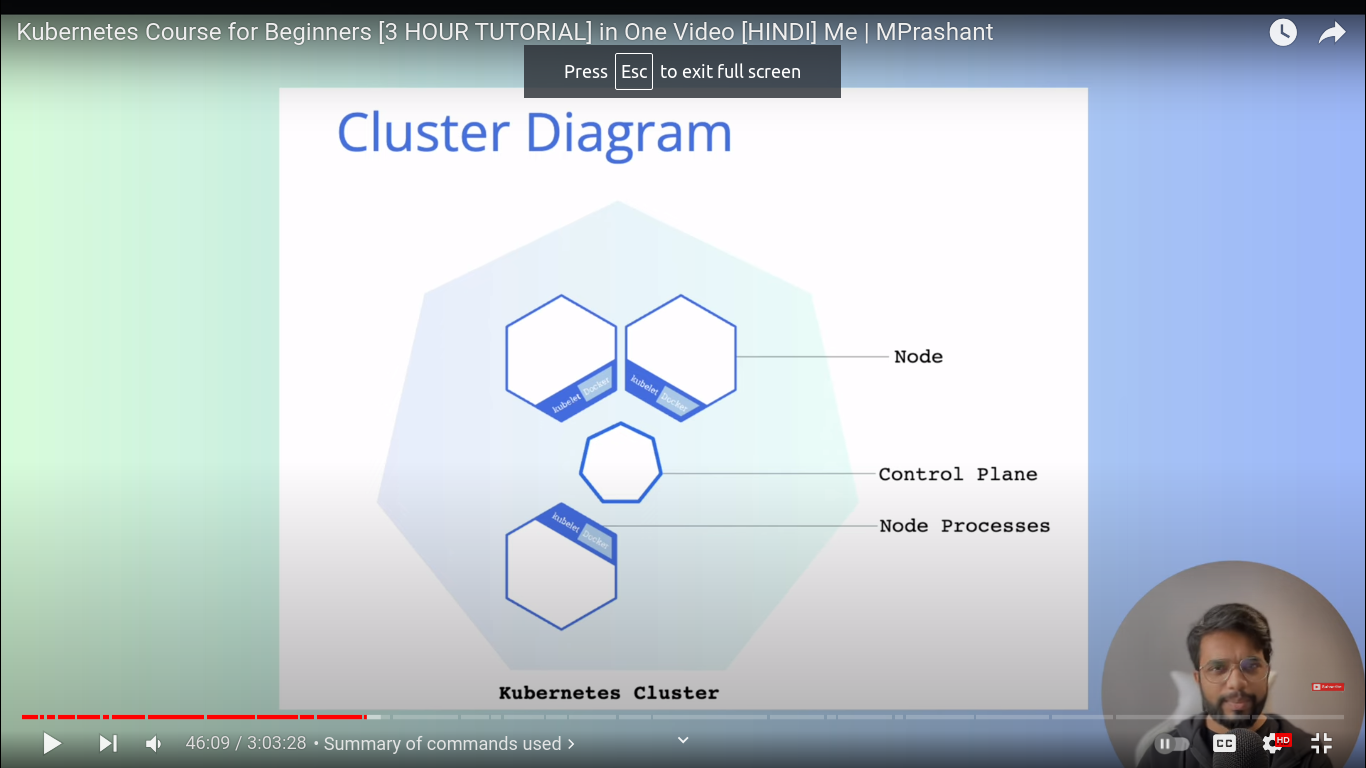 Kubernetes Course for Beginners [3 HOUR TUTORIAL] in One Video [HINDI] Me | MPrashant
Press Esc to exit full screen
Cluster Diagram
Node
kubelet Docker
kubelet Docker
Control Plane
kubelet Docker
Node Processes
Kubernetes Cluster
46:09 / 3:03:28 • Summary of commands used >
CC
HD